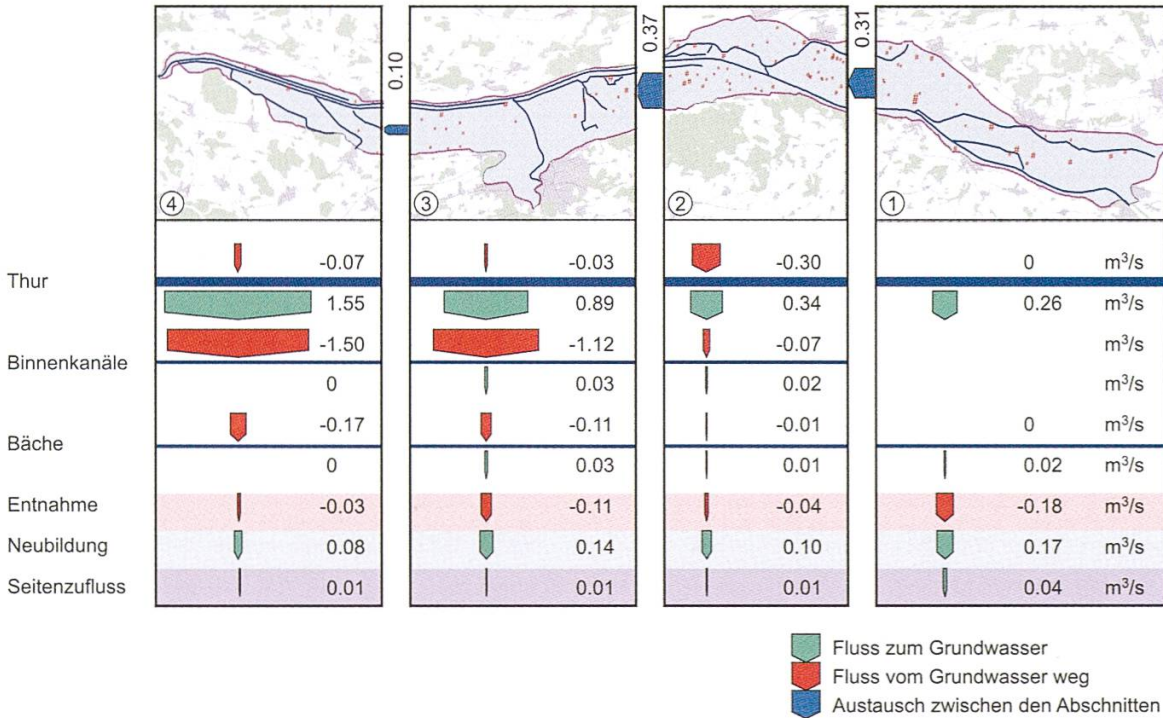 0.10
0.37
0.31
④
③
②
①
Thur
-0.07
-0.03
-0.30
0 m³/s
1.55
0.89
0.34
0.26 m³/s
Binnenkanäle
-1.50
-1.12
-0.07
m³/s
0
0.03
0.02
m³/s
Bäche
-0.17
-0.11
-0.01
0 m³/s
0
0.03
0.01
0.02 m³/s
Entnahme
-0.03
-0.11
-0.04
-0.18 m³/s
Neubildung
0.08
0.14
0.10
0.17 m³/s
Seitenzufluss
0.01
0.01
0.01
0.04 m³/s
Fluss zum Grundwasser
Fluss vom Grundwasser weg
Austausch zwischen den Abschnitten